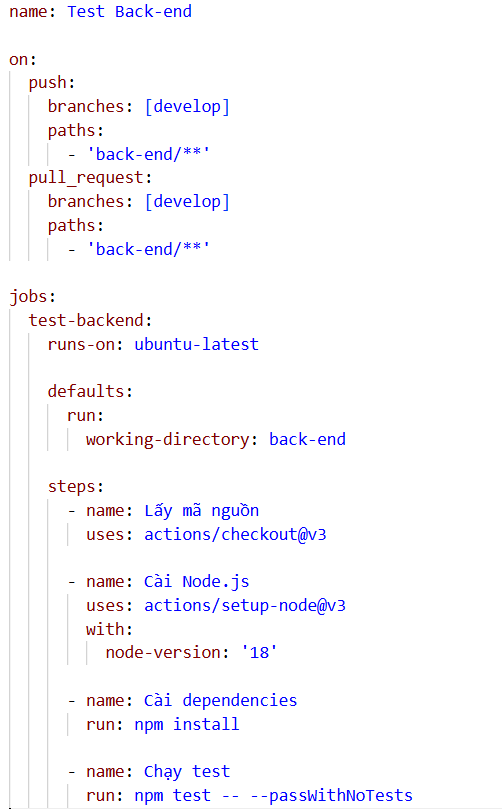 name: Test Back-end
on:
push:
branches: [develop]
paths:
- 'back-end/**'
pull_request:
branches: [develop]
paths:
- 'back-end/**'
jobs:
test-backend:
runs-on: ubuntu-latest
defaults:
run:
working-directory: back-end
steps:
- name: Lấy mã nguồn
uses: actions/checkout@v3
- name: Cài Node.js
uses: actions/setup-node@v3
with:
node-version: '18'
- name: Cài dependencies
run: npm install
- name: Chạy test
run: npm test -- --passWithNoTests